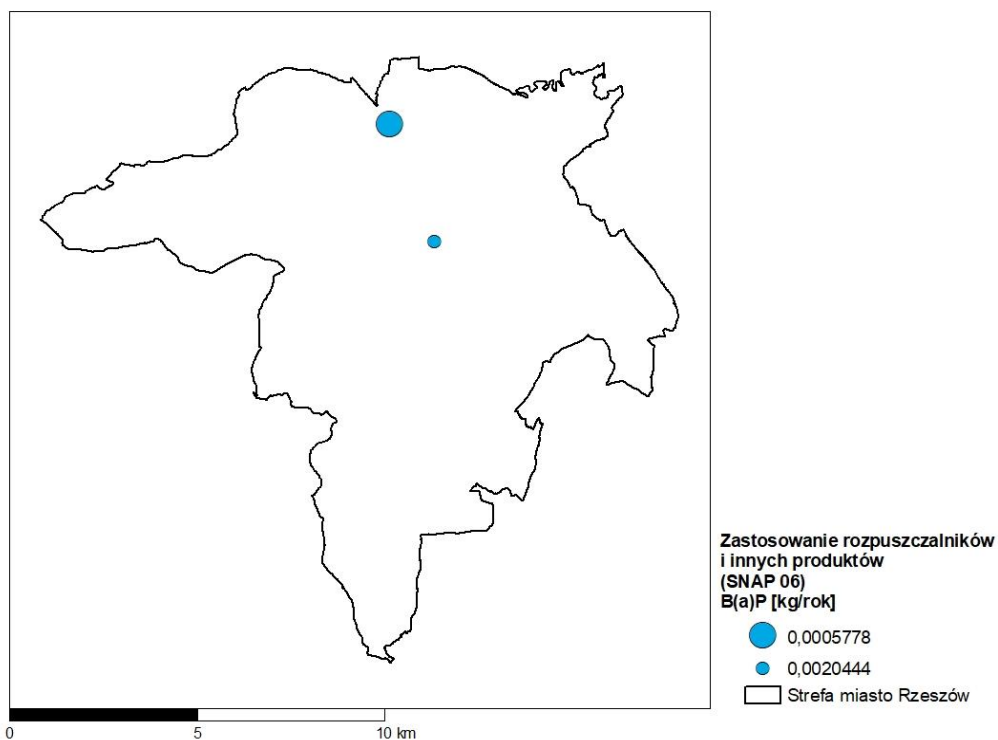 Zastosowanie rozpuszczalników
i innych produktów
(SNAP 06)
B(a)P [kg/rok]
0,0005778
0,0020444
Strefa miasto Rzeszów
0 5 10 km